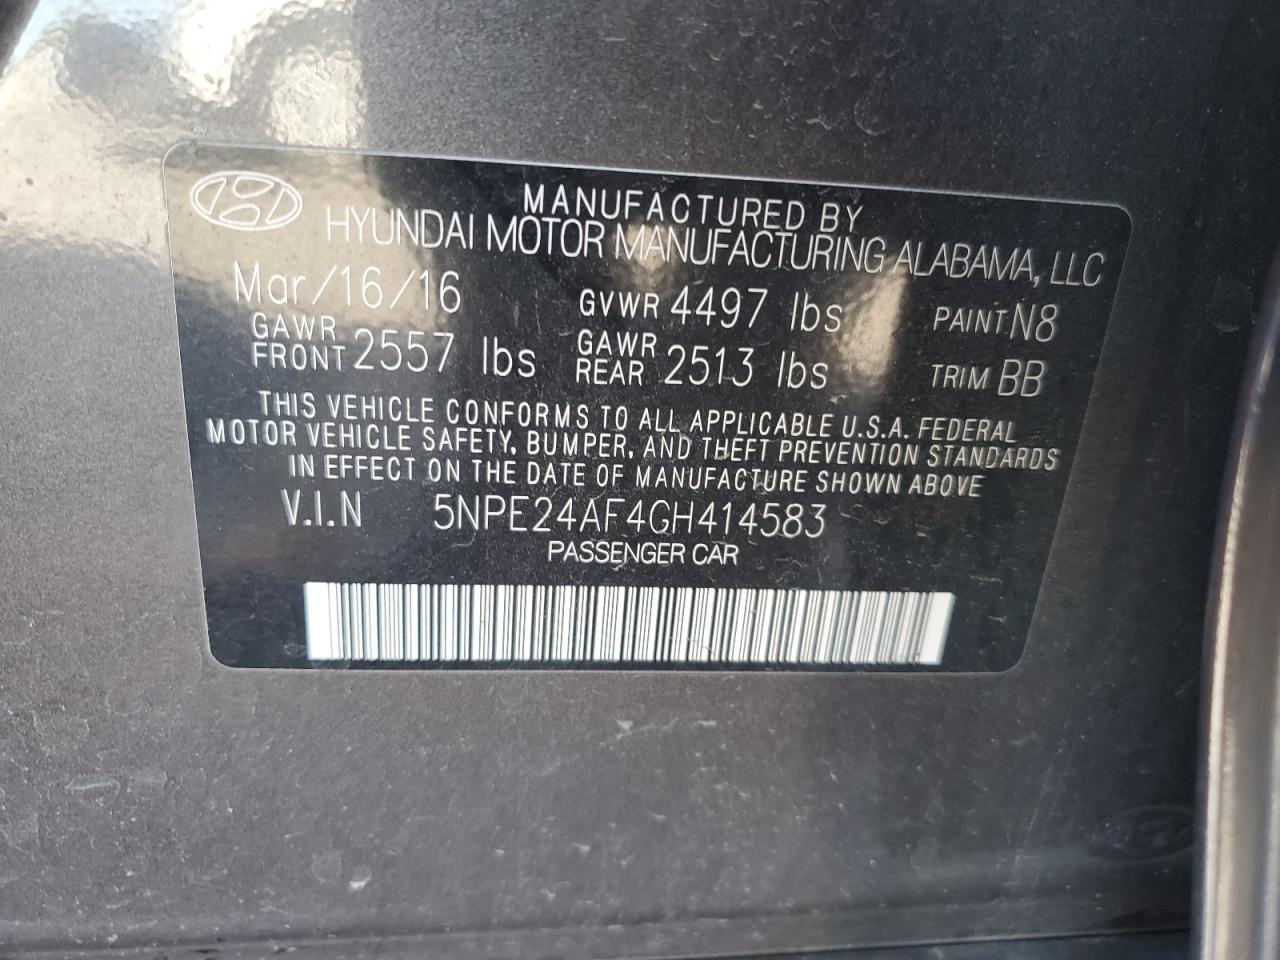 MANUFACTURED BY
HYUNDAI MOTOR MANUFACTURING ALABAMA, LLC
Mar/16/16 GVWR 4497 lbs PAINT N8
GAWR FRONT 2557 lbs GAWR REAR 2513 lbs TRIM BB
THIS VEHICLE CONFORMS TO ALL APPLICABLE U.S.A. FEDERAL
MOTOR VEHICLE SAFETY, BUMPER, AND THEFT PREVENTION STANDARDS
IN EFFECT ON THE DATE OF MANUFACTURE SHOWN ABOVE
V.I.N 5NPE24AF4GH414583
PASSENGER CAR